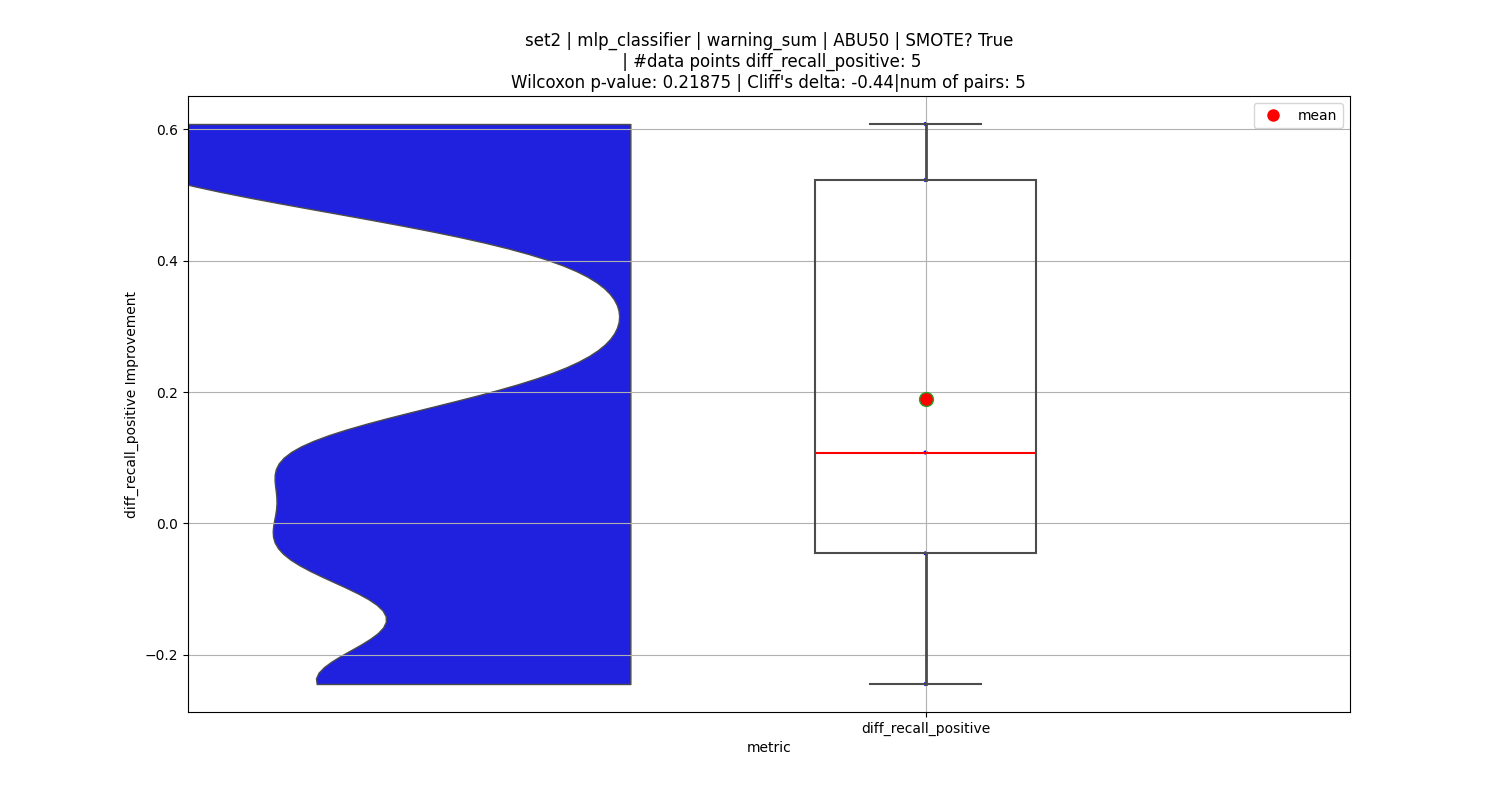 set2 | mlp_classifier | warning_sum | ABU50 | SMOTE? True
| #data points diff_recall_positive: 5
Wilcoxon p-value: 0.21875 | Cliff's delta: -0.44|num of pairs: 5
mean
0.6
0.4
0.2
0.0
−0.2
diff_recall_positive Improvement
diff_recall_positive
metric